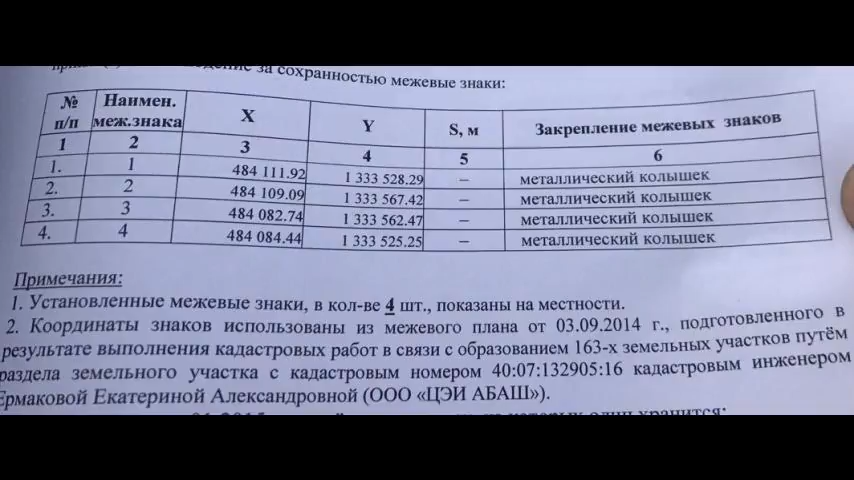 за сохранностью межевые знаки:
№ п/п Наимен. меж.знака X Y S, м Закрепление межевых знаков
1 2 3 4 5 6
1. 1 484 111.92 1 333 528.29 – металлический колышек
2. 2 484 109.09 1 333 567.42 – металлический колышек
3. 3 484 082.74 1 333 562.47 – металлический колышек
4. 4 484 084.44 1 333 525.25 – металлический колышек
Примечания:
1. Установленные межевые знаки, в кол-ве 4 шт., показаны на местности.
2. Координаты знаков использованы из межевого плана от 03.09.2014 г., подготовленного в
результате выполнения кадастровых работ в связи с образованием 163-х земельных участков путём
раздела земельного участка с кадастровым номером 40:07:132905:16 кадастровым инженером
Ермаковой Екатериной Александровной (ООО «ЦЭИ АБАШ»).